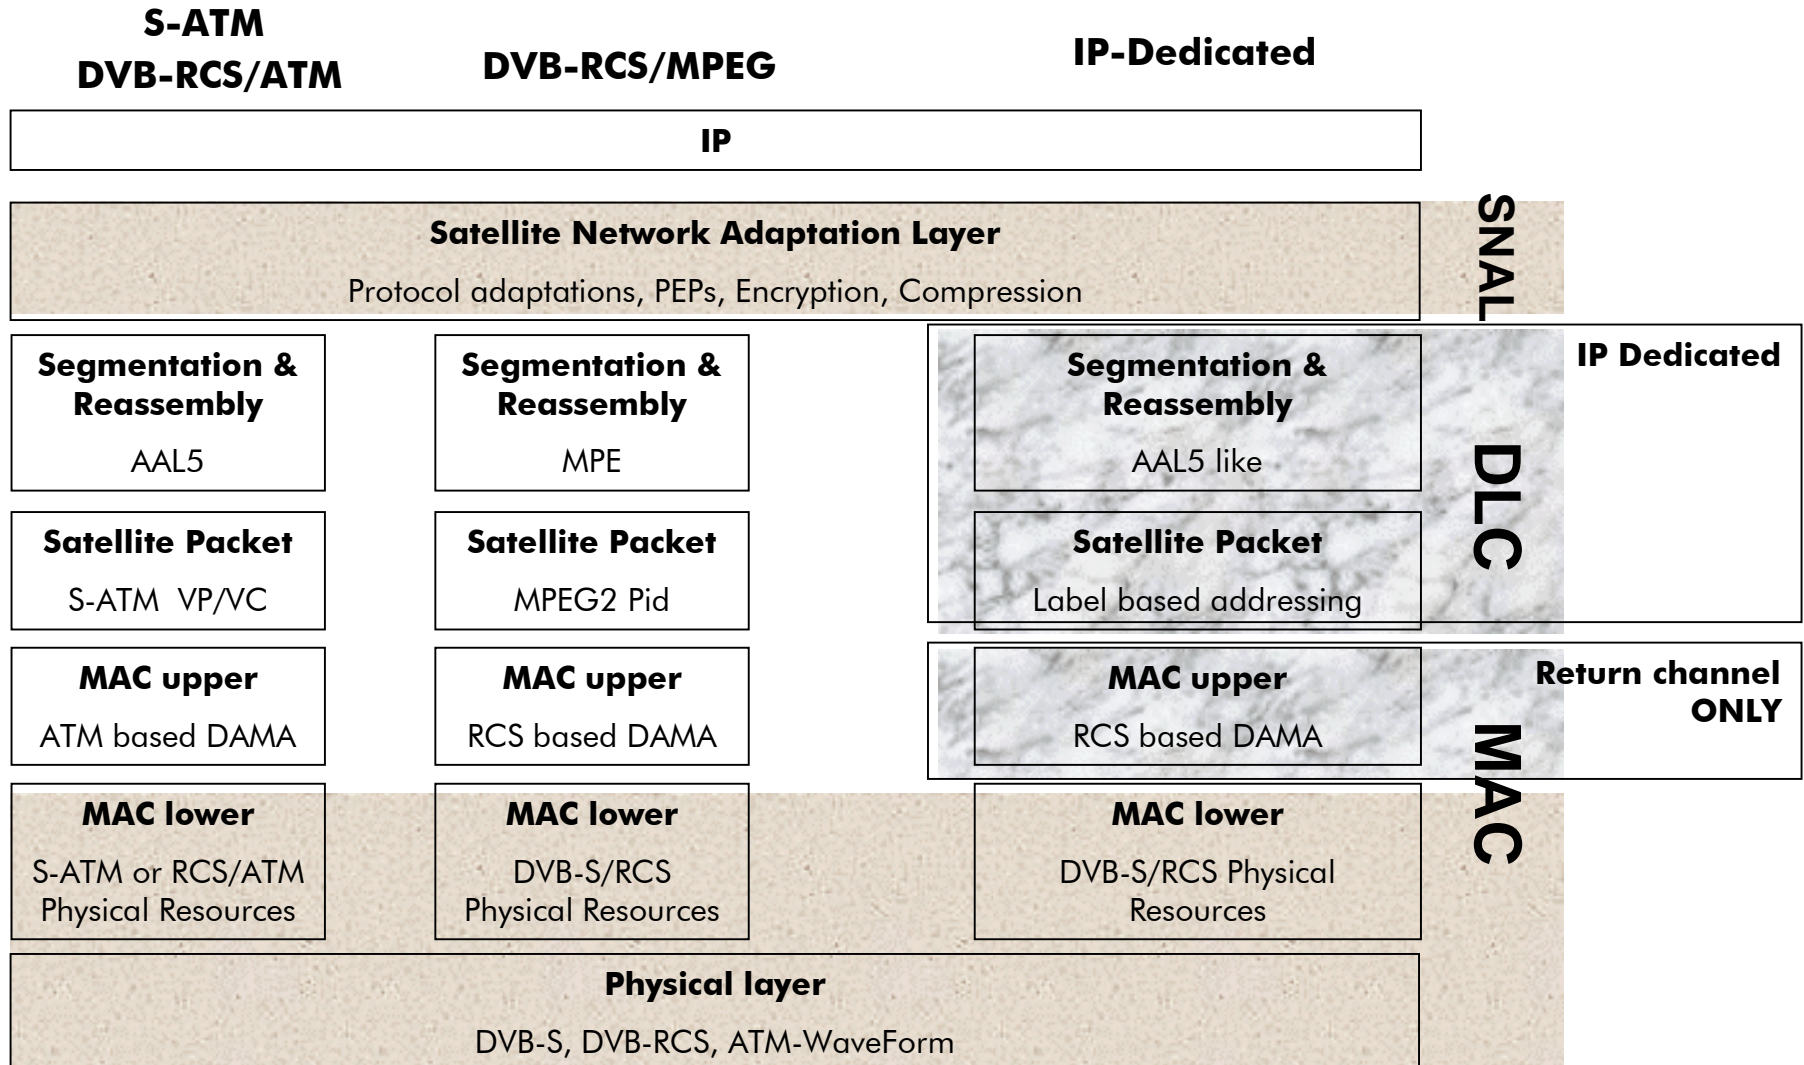 S-ATM
DVB-RCS/ATM
DVB-RCS/MPEG
IP-Dedicated
IP
Satellite Network Adaptation Layer
Protocol adaptations, PEPs, Encryption, Compression
SNAL
Segmentation &
Reassembly
AAL5
Segmentation &
Reassembly
MPE
Segmentation &
Reassembly
AAL5 like
IP Dedicated
DLC
Satellite Packet
S-ATM VP/VC
Satellite Packet
MPEG2 Pid
Satellite Packet
Label based addressing
MAC upper
ATM based DAMA
MAC upper
RCS based DAMA
MAC upper
RCS based DAMA
Return channel
ONLY
MAC
MAC lower
S-ATM or RCS/ATM
Physical Resources
MAC lower
DVB-S/RCS
Physical Resources
MAC lower
DVB-S/RCS Physical
Resources
Physical layer
DVB-S, DVB-RCS, ATM-WaveForm